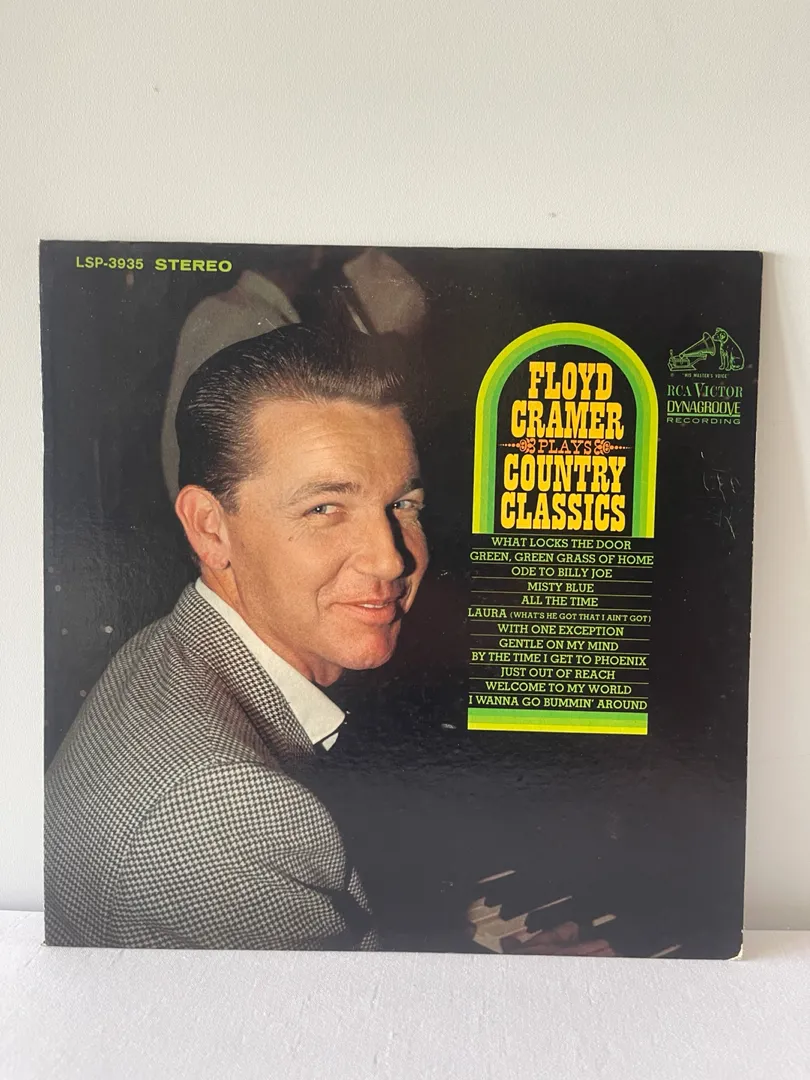 LSP-3935 STEREO
FLOYD
CRAMER
PLAYS
COUNTRY
CLASSICS
WHAT LOCKS THE DOOR
GREEN, GREEN GRASS OF HOME
ODE TO BILLY JOE
MISTY BLUE
ALL THE TIME
LAURA (WHAT'S HE GOT THAT I AIN'T GOT)
WITH ONE EXCEPTION
GENTLE ON MY MIND
BY THE TIME I GET TO PHOENIX
JUST OUT OF REACH
WELCOME TO MY WORLD
I WANNA GO BUMMIN' AROUND
"HIS MASTER'S VOICE"
RCA VICTOR
DYNAGROOVE
RECORDING